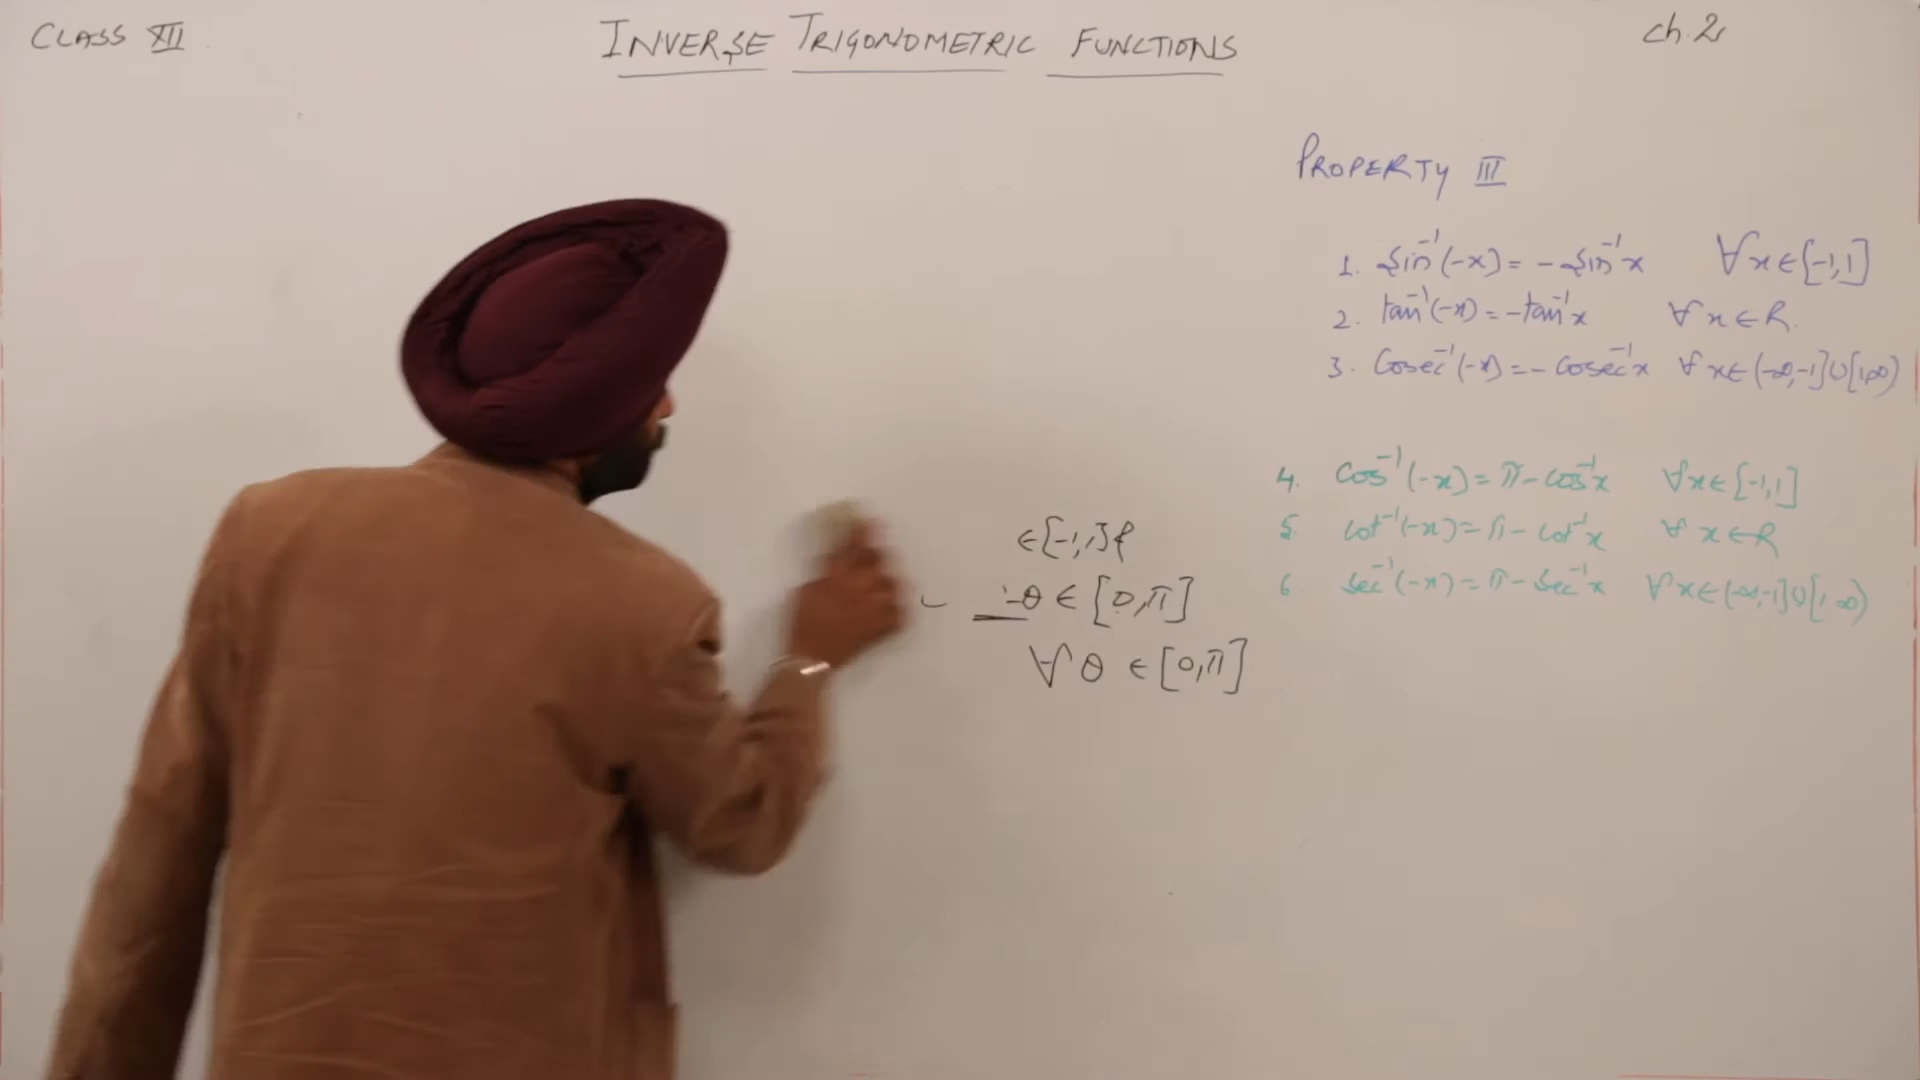 CLASS XII
INVERSE TRIGONOMETRIC FUNCTIONS
Ch.2
PROPERTY III
1. Sin⁻¹(-x) = - Sin⁻¹x ∀ x ∈ [-1,1]
2. tan⁻¹(-x) = -tan⁻¹x ∀ x ∈ R.
3. Cosec⁻¹(-x) = - Cosec⁻¹x ∀ x ∈ (-∞,-1]∪[1,∞)
4. Cos⁻¹(-x) = π - cos⁻¹x ∀ x ∈ [-1,1]
5. Cot⁻¹(-x) = π - Cot⁻¹x ∀ x ∈ R
6. Sec⁻¹(-x) = π - Sec⁻¹x ∀ x ∈ (-∞,-1]∪[1,∞)
∈ [-1,1]
-θ ∈ [0,π]
∀ θ ∈ [0,π]